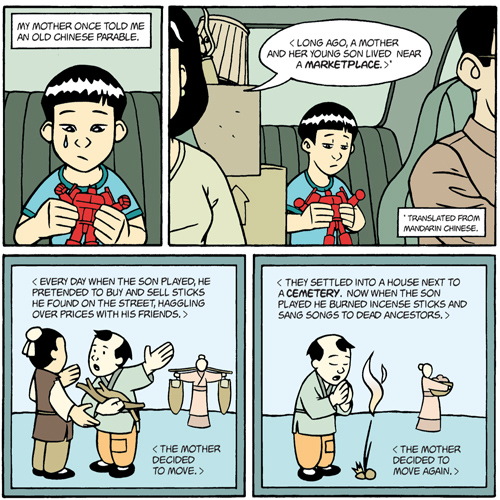 MY MOTHER ONCE TOLD ME
AN OLD CHINESE PARABLE.
< LONG AGO, A MOTHER
AND HER YOUNG SON LIVED NEAR
A MARKETPLACE. >*
* TRANSLATED FROM
MANDARIN CHINESE.
< EVERY DAY WHEN THE SON PLAYED, HE
PRETENDED TO BUY AND SELL STICKS
HE FOUND ON THE STREET, HAGGLING
OVER PRICES WITH HIS FRIENDS. >
< THE MOTHER
DECIDED
TO MOVE. >
< THEY SETTLED INTO A HOUSE NEXT TO
A CEMETERY. NOW WHEN THE SON
PLAYED HE BURNED INCENSE STICKS AND
SANG SONGS TO DEAD ANCESTORS. >
< THE MOTHER
DECIDED TO
MOVE AGAIN. >